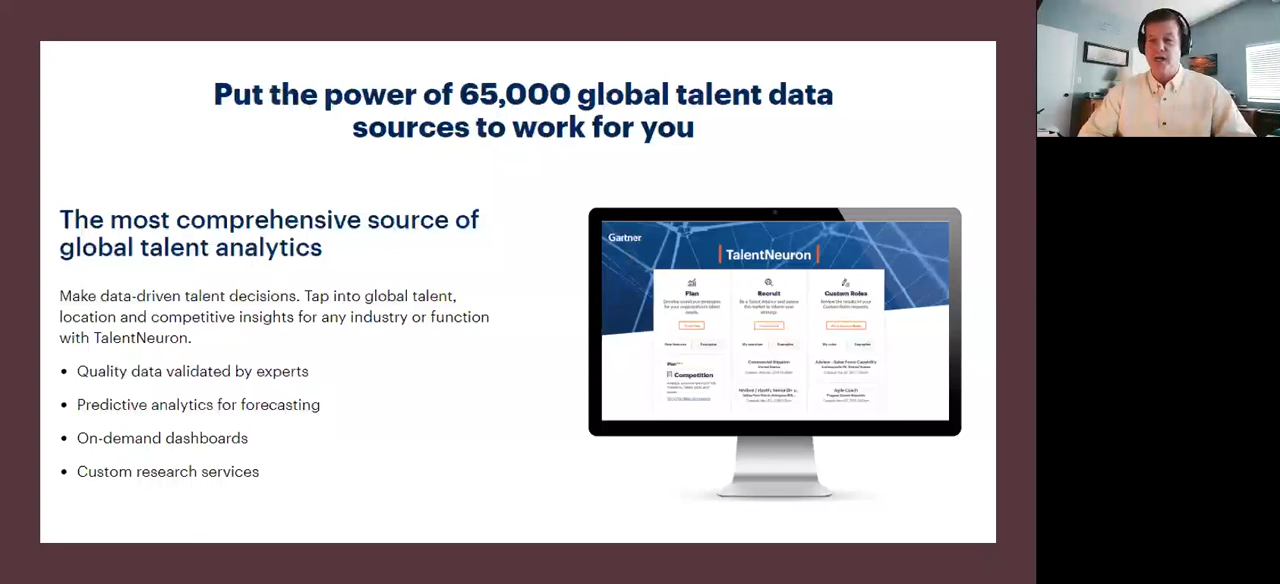 Put the power of 65,000 global talent data
sources to work for you
The most comprehensive source of
global talent analytics
Make data-driven talent decisions. Tap into global talent,
location and competitive insights for any industry or function
with TalentNeuron.
• Quality data validated by experts
• Predictive analytics for forecasting
• On-demand dashboards
• Custom research services
Gartner
TalentNeuron
Plan
Recruit
Custom Roles
Competition
Agile Coach